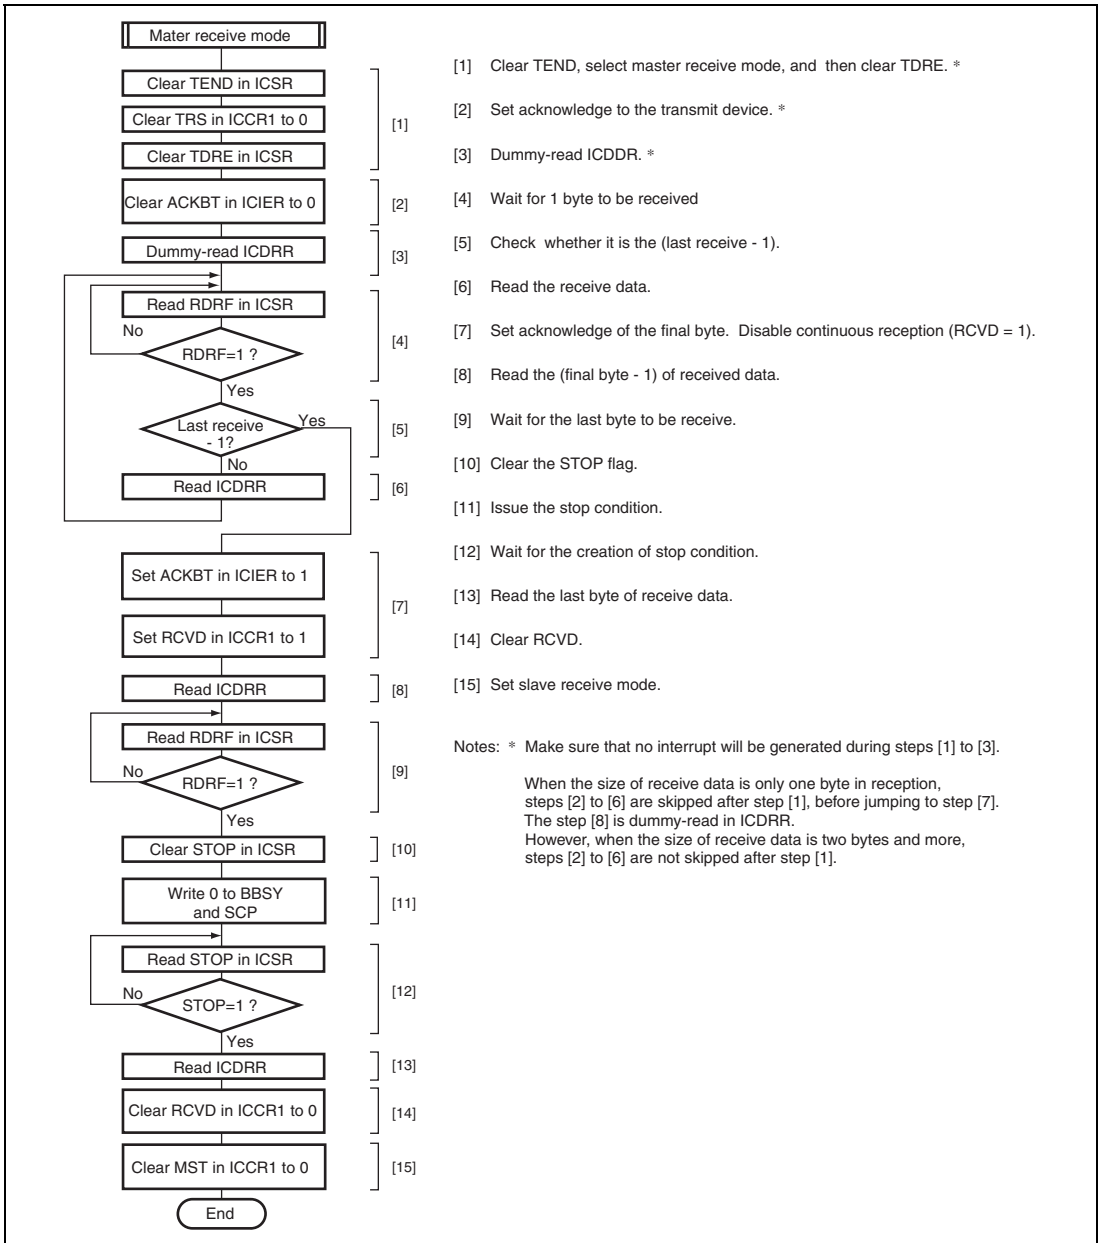 Mater receive mode
Clear TEND in ICSR
Clear TRS in ICCR1 to 0
Clear TDRE in ICSR
[1]
Clear ACKBT in ICIER to 0
[2]
Dummy-read ICDRR
[3]
Read RDRF in ICSR
No
RDRF=1 ?
[4]
Yes
Last receive
- 1?
Yes
[5]
No
Read ICDRR
[6]
Set ACKBT in ICIER to 1
[7]
Set RCVD in ICCR1 to 1
Read ICDRR
[8]
Read RDRF in ICSR
No
RDRF=1 ?
[9]
Yes
Clear STOP in ICSR
[10]
Write 0 to BBSY
and SCP
[11]
Read STOP in ICSR
No
STOP=1 ?
[12]
Yes
Read ICDRR
[13]
Clear RCVD in ICCR1 to 0
[14]
Clear MST in ICCR1 to 0
[15]
End
[1] Clear TEND, select master receive mode, and then clear TDRE. *
[2] Set acknowledge to the transmit device. *
[3] Dummy-read ICDDR. *
[4] Wait for 1 byte to be received
[5] Check whether it is the (last receive - 1).
[6] Read the receive data.
[7] Set acknowledge of the final byte. Disable continuous reception (RCVD = 1).
[8] Read the (final byte - 1) of received data.
[9] Wait for the last byte to be receive.
[10] Clear the STOP flag.
[11] Issue the stop condition.
[12] Wait for the creation of stop condition.
[13] Read the last byte of receive data.
[14] Clear RCVD.
[15] Set slave receive mode.
Notes: * Make sure that no interrupt will be generated during steps [1] to [3].
When the size of receive data is only one byte in reception,
steps [2] to [6] are skipped after step [1], before jumping to step [7].
The step [8] is dummy-read in ICDRR.
However, when the size of receive data is two bytes and more,
steps [2] to [6] are not skipped after step [1].